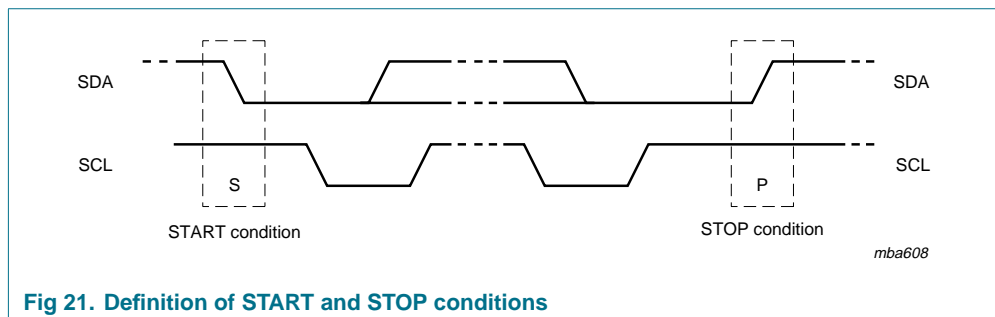 SDA
SDA
SCL
SCL
S
P
START condition
STOP condition
mba608
Fig 21. Definition of START and STOP conditions